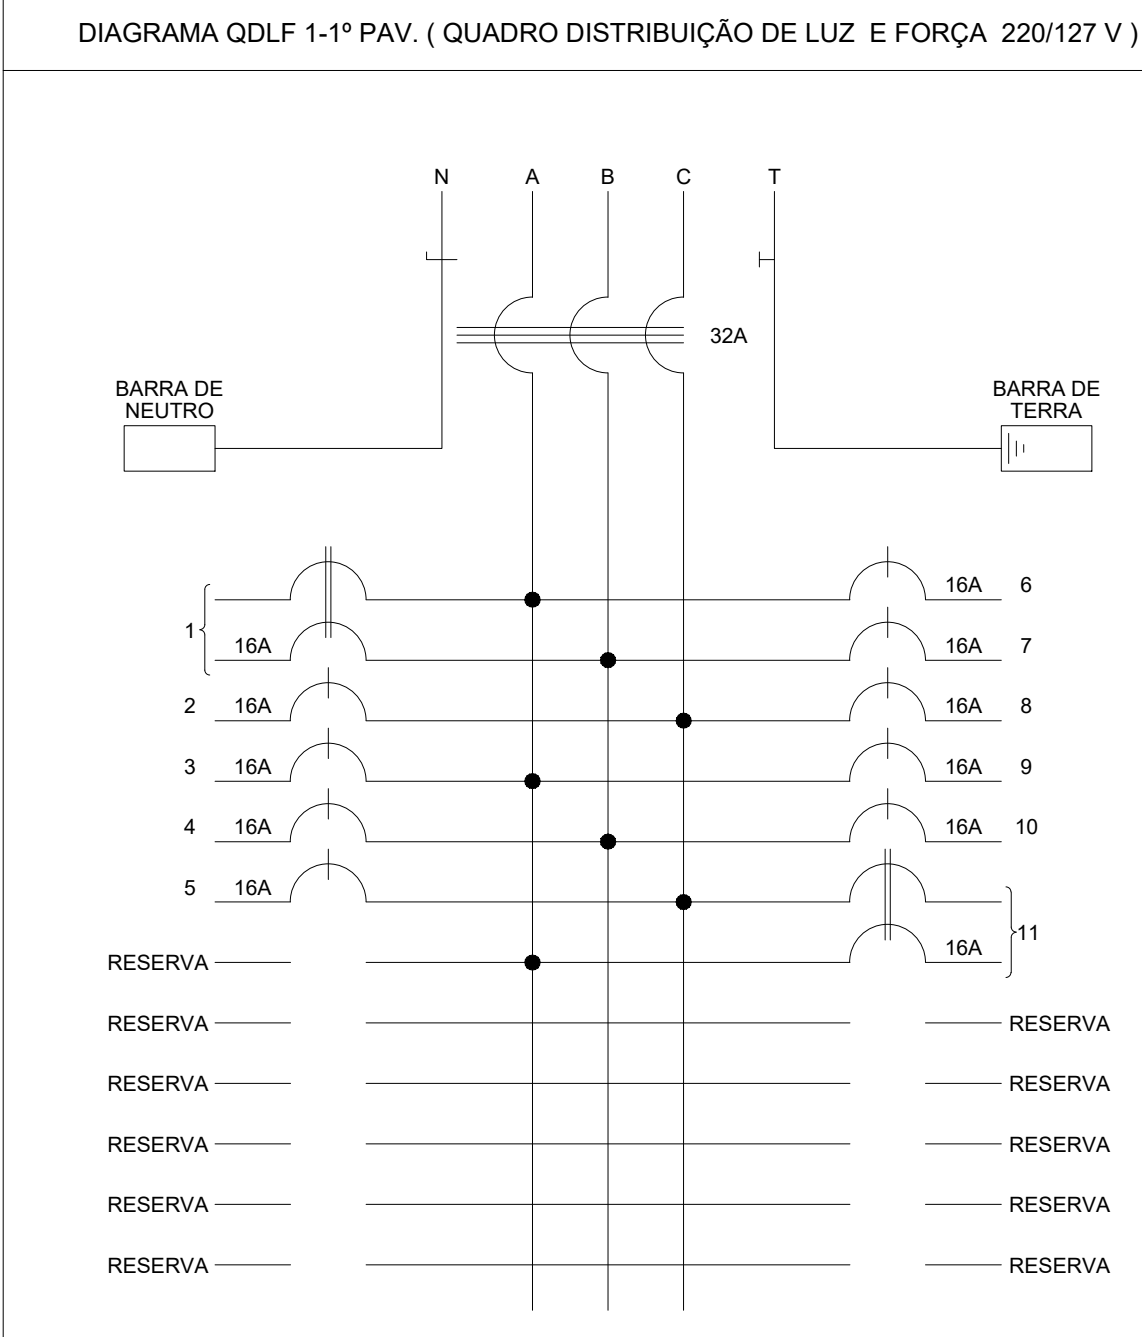 DIAGRAMA QDLF 1-1º PAV. ( QUADRO DISTRIBUIÇÃO DE LUZ E FORÇA 220/127 V )
N A B C T
32A
BARRA DE
NEUTRO
BARRA DE
TERRA
16A 6
1
16A 16A 7
2 16A 16A 8
3 16A 16A 9
4 16A 16A 10
5 16A
11
RESERVA 16A
RESERVA RESERVA
RESERVA RESERVA
RESERVA RESERVA
RESERVA RESERVA
RESERVA RESERVA